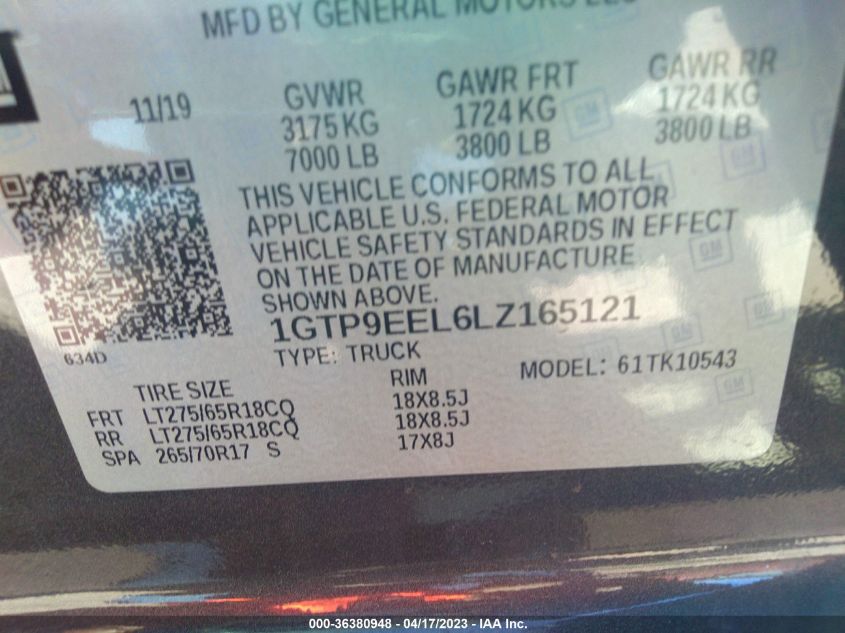 MFD BY GENERAL MOTORS LLC
11/19 GVWR GAWR FRT GAWR RR
3175 KG 1724 KG 1724 KG
7000 LB 3800 LB 3800 LB
THIS VEHICLE CONFORMS TO ALL
APPLICABLE U.S. FEDERAL MOTOR
VEHICLE SAFETY STANDARDS IN EFFECT
ON THE DATE OF MANUFACTURE
SHOWN ABOVE.
1GTP9EEL6LZ165121
634D
TYPE: TRUCK MODEL: 61TK10543
TIRE SIZE RIM
FRT LT275/65R18CQ 18X8.5J
RR LT275/65R18CQ 18X8.5J
SPA 265/70R17 S 17X8J
000-36380948 - 04/17/2023 - IAA Inc.